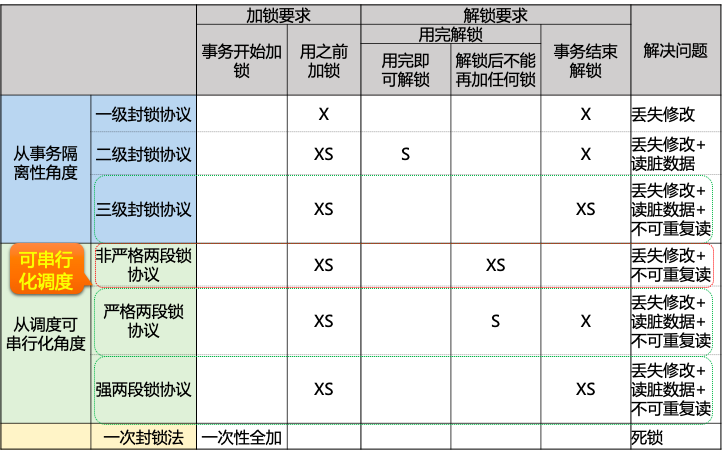 加锁要求
解锁要求
解决问题
事务开始加
锁
用之前
加锁
用完解锁
事务结束
解锁
用完即
可解锁
解锁后不能
再加任何锁
从事务隔
离性角度
一级封锁协议
X
X
丢失修改
二级封锁协议
XS
S
X
丢失修改+
读脏数据
三级封锁协议
XS
XS
丢失修改+
读脏数据+
不可重复读
可串行
化调度
从调度可
串行化角度
非严格两段锁
协议
XS
XS
丢失修改+
不可重复读
严格两段锁
协议
XS
S
X
丢失修改+
读脏数据+
不可重复读
强两段锁协议
XS
XS
丢失修改+
读脏数据+
不可重复读
一次封锁法
一次性全加
死锁